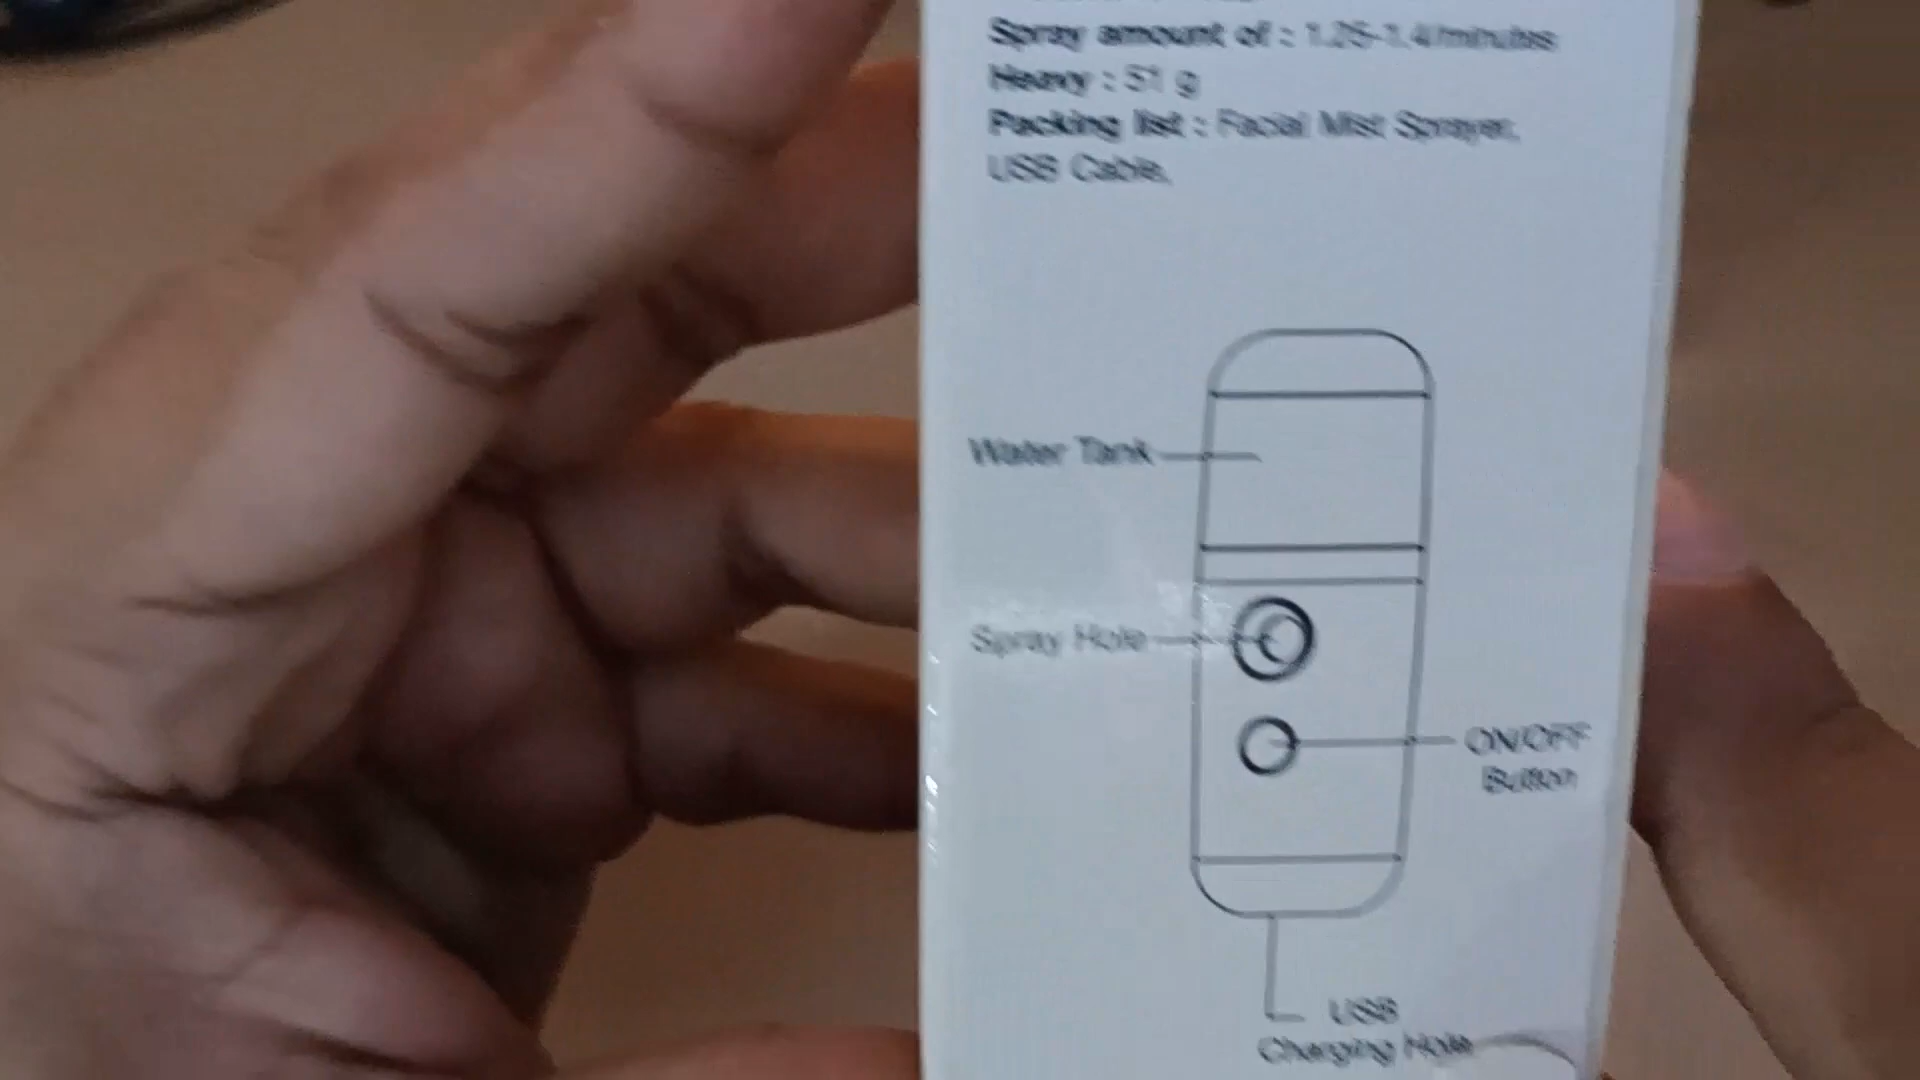 Spray amount of : 1.25-1.4/minutes
Heavy : 51 g
Packing list : Facial Mist Sprayer,
USB Cable,
Water Tank
Spray Hole
ON/OFF
Button
USB
Charging Hole